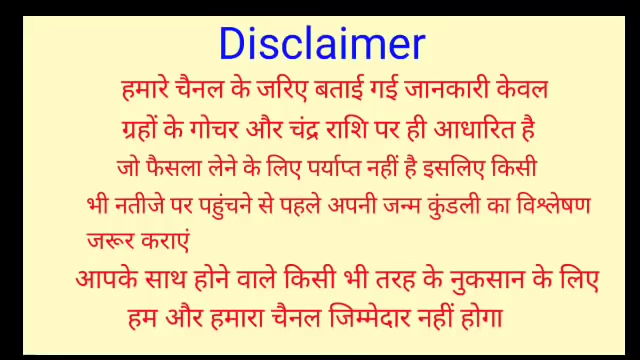 Disclaimer
हमारे चैनल के जरिए बताई गई जानकारी केवल
ग्रहों के गोचर और चंद्र राशि पर ही आधारित है
जो फैसला लेने के लिए पर्याप्त नहीं है इसलिए किसी
भी नतीजे पर पहुंचने से पहले अपनी जन्म कुंडली का विश्लेषण
जरूर कराएं
आपके साथ होने वाले किसी भी तरह के नुकसान के लिए
हम और हमारा चैनल जिम्मेदार नहीं होगा